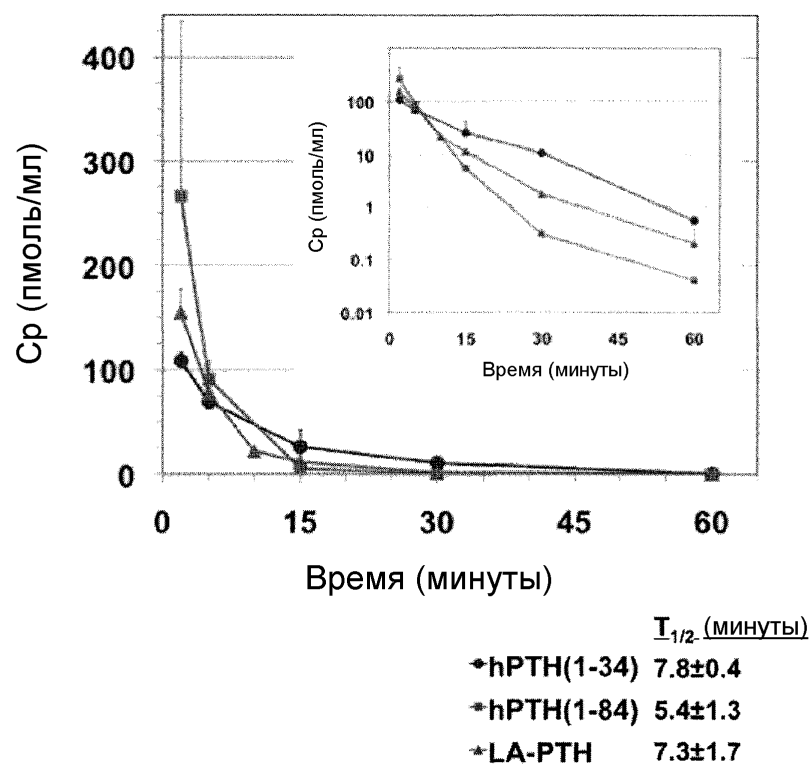 Ср (пмоль/мл)
400
300
200
100
0
0 15 30 45 60
Время (минуты)
Ср (пмоль/мл)
100
10
1
0.1
0.01
0 15 30 45 60
Время (минуты)
T1/2 (минуты)
hPTH(1-34) 7.8±0.4
hPTH(1-84) 5.4±1.3
LA-PTH 7.3±1.7